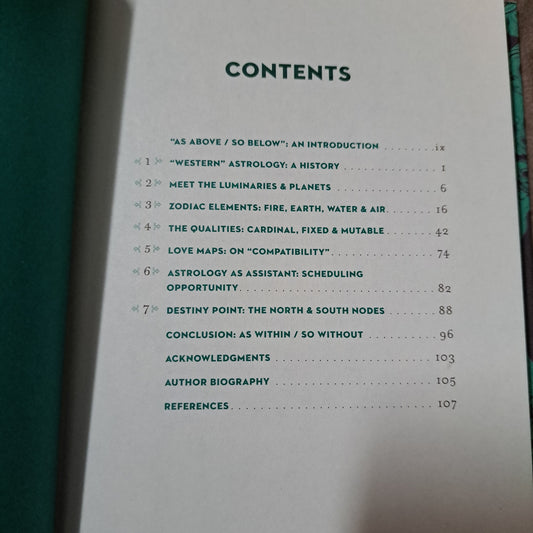 CONTENTS
"AS ABOVE / SO BELOW": AN INTRODUCTION ........ix
1 "WESTERN" ASTROLOGY: A HISTORY ............... 1
2 MEET THE LUMINARIES & PLANETS ................ 6
3 ZODIAC ELEMENTS: FIRE, EARTH, WATER & AIR....... 16
4 THE QUALITIES: CARDINAL, FIXED & MUTABLE ....... 42
5 LOVE MAPS: ON "COMPATIBILITY"................ 74
6 ASTROLOGY AS ASSISTANT: SCHEDULING
OPPORTUNITY............................. 82
7 DESTINY POINT: THE NORTH & SOUTH NODES ....... 88
CONCLUSION: AS WITHIN / SO WITHOUT .......... 96
ACKNOWLEDGMENTS ....................... 103
AUTHOR BIOGRAPHY ....................... 105
REFERENCES............................. 107